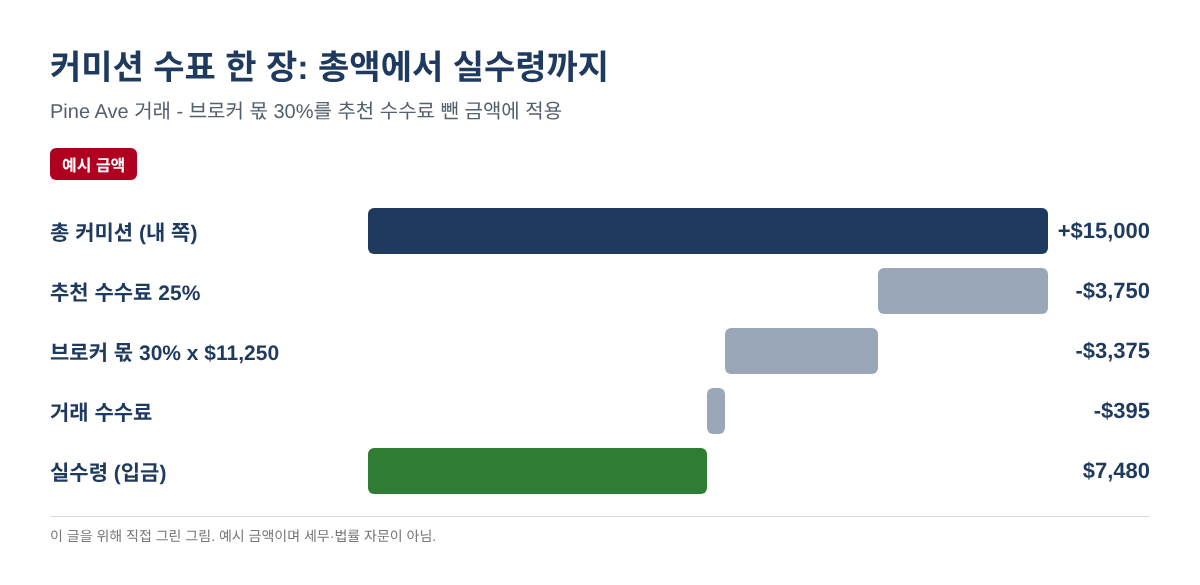 커미션 수표 한 장: 총액에서 실수령까지
Pine Ave 거래 - 브로커 몫 30%를 추천 수수료 뺀 금액에 적용
예시 금액
총 커미션 (내 쪽) +$15,000
추천 수수료 25% -$3,750
브로커 몫 30% x $11,250 -$3,375
거래 수수료 -$395
실수령 (입금) $7,480
이 글을 위해 직접 그린 그림. 예시 금액이며 세무·법률 자문이 아님.